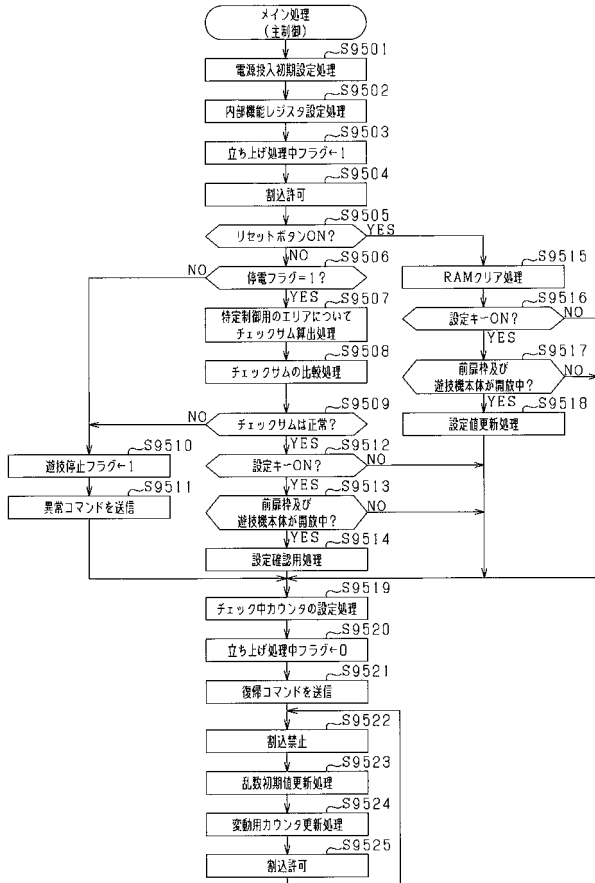 メイン処理
(主制御)
S9501
電源投入初期設定処理
S9502
内部機能レジスタ設定処理
S9503
立ち上げ処理中フラグ←1
S9504
割込許可
S9505
リセットボタンON?
YES
NO
S9506
停電フラグ=1?
NO
YES
S9507
特定制御用のエリアについて
チェックサム算出処理
S9508
チェックサムの比較処理
S9509
チェックサムは正常?
NO
YES
S9510
遊技停止フラグ←1
S9511
異常コマンドを送信
S9512
設定キーON?
NO
YES
S9513
前扉枠及び
遊技機本体が開放中?
NO
YES
S9514
設定確認用処理
S9515
RAMクリア処理
S9516
設定キーON?
NO
YES
S9517
前扉枠及び
遊技機本体が開放中?
NO
YES
S9518
設定値更新処理
S9519
チェック中カウンタの設定処理
S9520
立ち上げ処理中フラグ←0
S9521
復帰コマンドを送信
S9522
割込禁止
S9523
乱数初期値更新処理
S9524
変動用カウンタ更新処理
S9525
割込許可